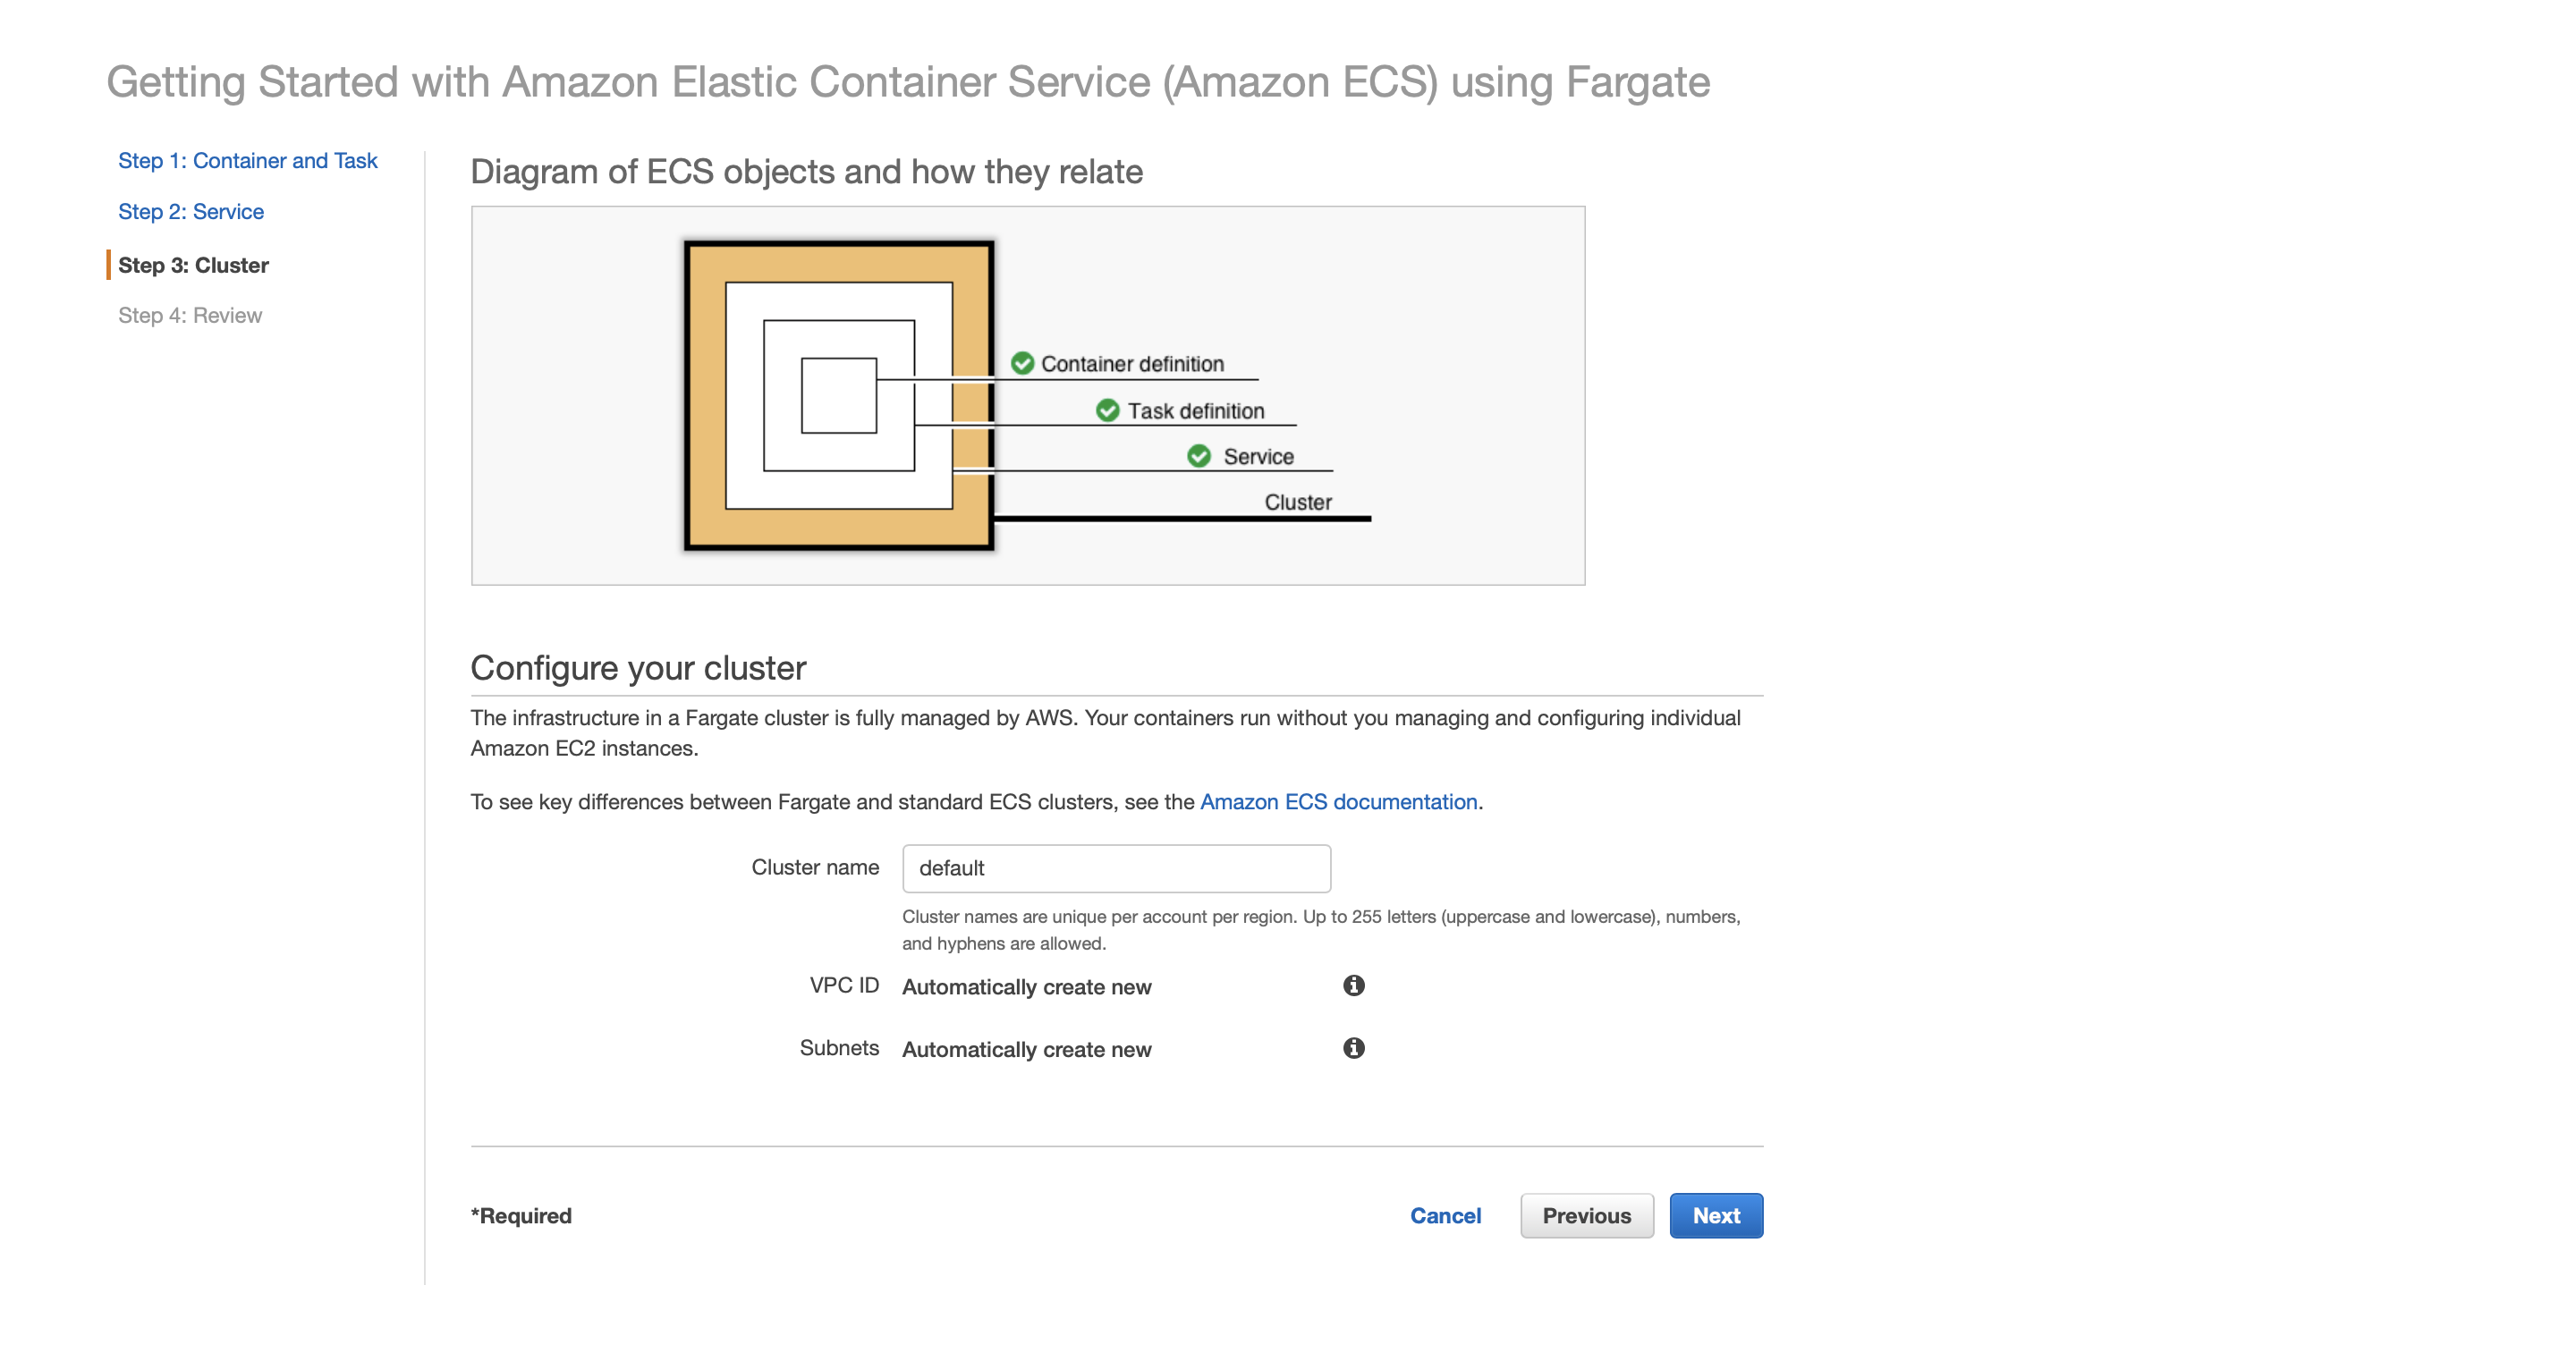 Getting Started with Amazon Elastic Container Service (Amazon ECS) using Fargate
Step 1: Container and Task
Step 2: Service
Step 3: Cluster
Step 4: Review
Diagram of ECS objects and how they relate
Container definition
Task definition
Service
Cluster
Configure your cluster
The infrastructure in a Fargate cluster is fully managed by AWS. Your containers run without you managing and configuring individual
Amazon EC2 instances.
To see key differences between Fargate and standard ECS clusters, see the Amazon ECS documentation.
Cluster name
default
Cluster names are unique per account per region. Up to 255 letters (uppercase and lowercase), numbers,
and hyphens are allowed.
VPC ID Automatically create new
Subnets Automatically create new
*Required
Cancel Previous Next